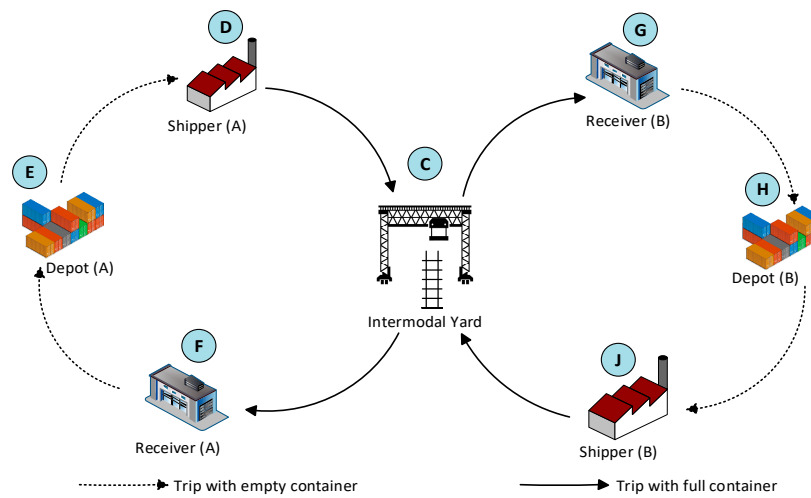 D
G
Shipper (A)
Receiver (B)
C
E
H
Depot (A)
Depot (B)
Intermodal Yard
F
J
Receiver (A)
Shipper (B)
Trip with empty container
Trip with full container